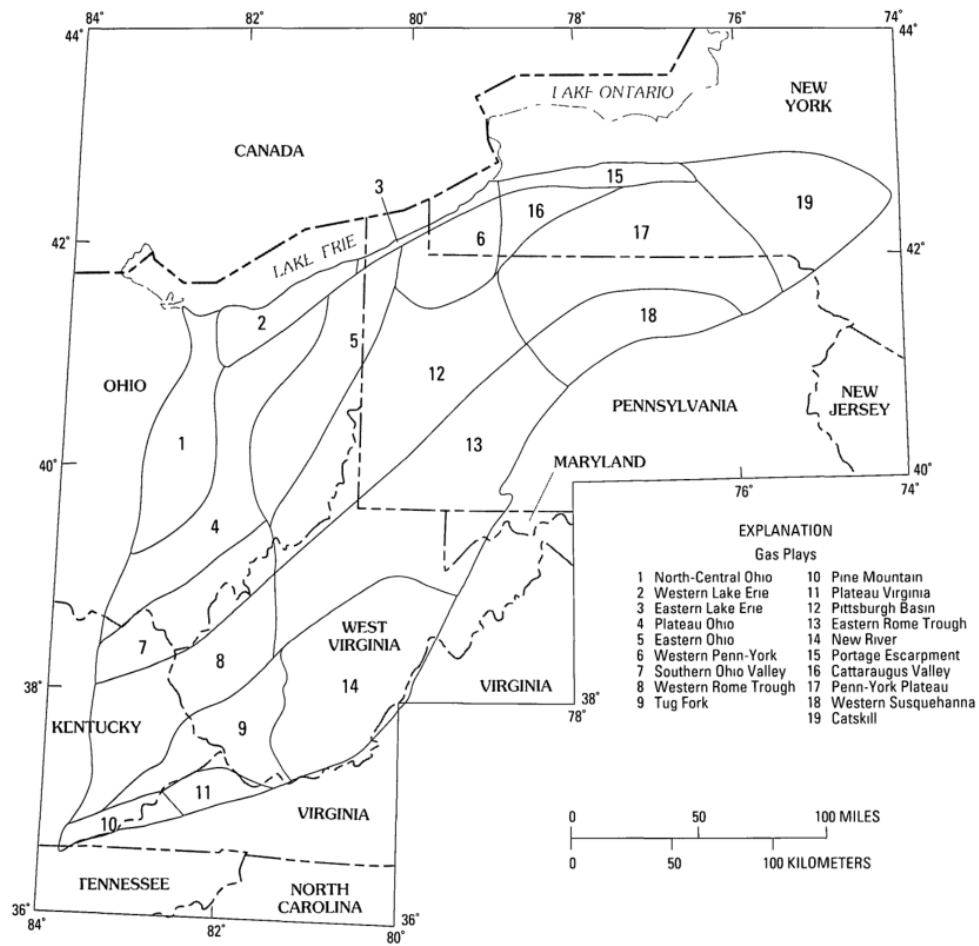 84° 82° 80° 78° 76°
44° 44°
LAKE ONTARIO
NEW
YORK
CANADA
3
15
19
16
42° 6 17 42°
LAKE ERIE
2 5 18
OHIO 12
PENNSYLVANIA
NEW
JERSEY
1
13
40° MARYLAND 40°
76° 74°
4
EXPLANATION
Gas Plays
1 North-Central Ohio
2 Western Lake Erie
3 Eastern Lake Erie
4 Plateau Ohio
5 Eastern Ohio
6 Western Penn-York
7 Southern Ohio Valley
8 Western Rome Trough
9 Tug Fork
10 Pine Mountain
11 Plateau Virginia
12 Pittsburgh Basin
13 Eastern Rome Trough
14 New River
15 Portage Escarpment
16 Cattaraugus Valley
17 Penn-York Plateau
18 Western Susquehanna
19 Catskill
WEST
VIRGINIA
7
8
14
VIRGINIA
38° 38°
78°
KENTUCKY
9
11
10
VIRGINIA
0 50 100 MILES
0 50 100 KILOMETERS
TENNESSEE
NORTH
CAROLINA
36° 36°
84° 82° 80°